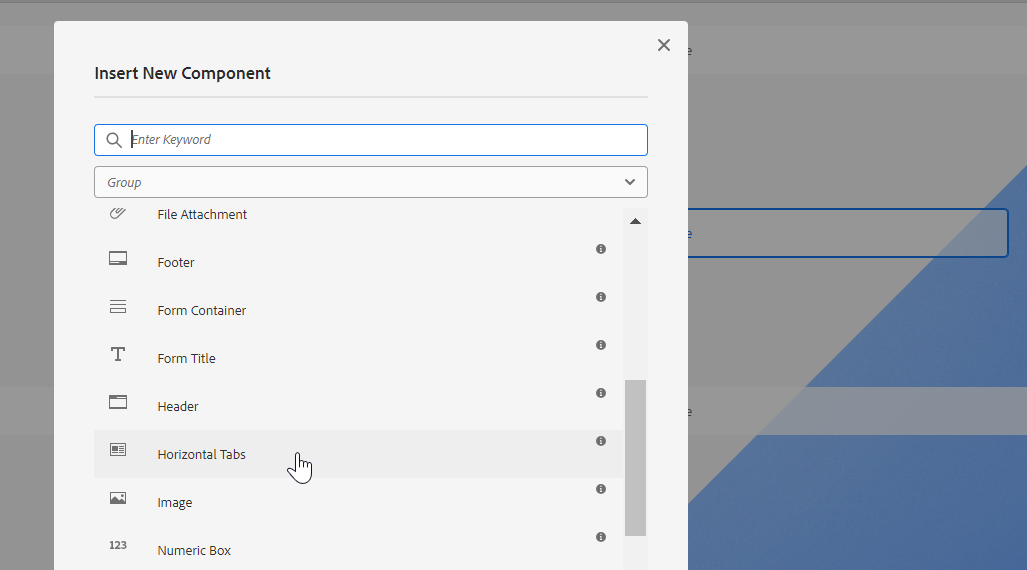 Insert New Component
e
Enter Keyword
Group
File Attachment
e
Footer
Form Container
T Form Title
Header
e
Horizontal Tabs
Image
123 Numeric Box